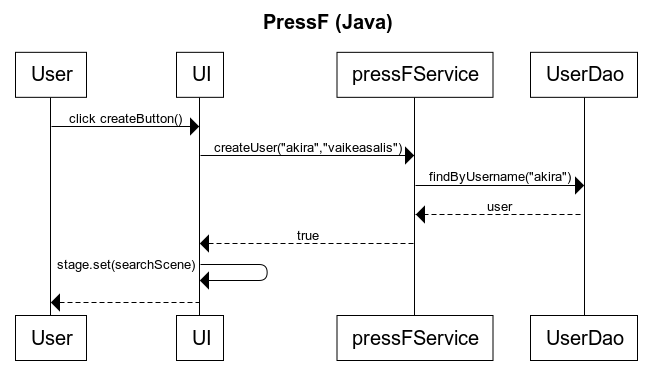 PressF (Java)
User UI pressFService UserDao
click createButton()
createUser("akira","vaikeasalis")
findByUsername("akira")
user
true
stage.set(searchScene)
User UI pressFService UserDao